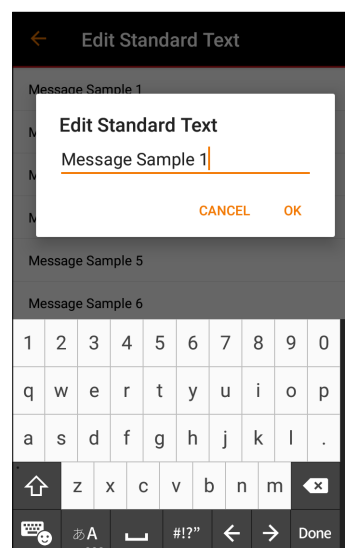 Edit Standard Text
Message Sample 1
Edit Standard Text
Message Sample 1
CANCEL OK
Message Sample 5
Message Sample 6
1 2 3 4 5 6 7 8 9 0
q w e r t y u i o p
a s d f g h j k l .
z x c v b n m
あA #!?” Done